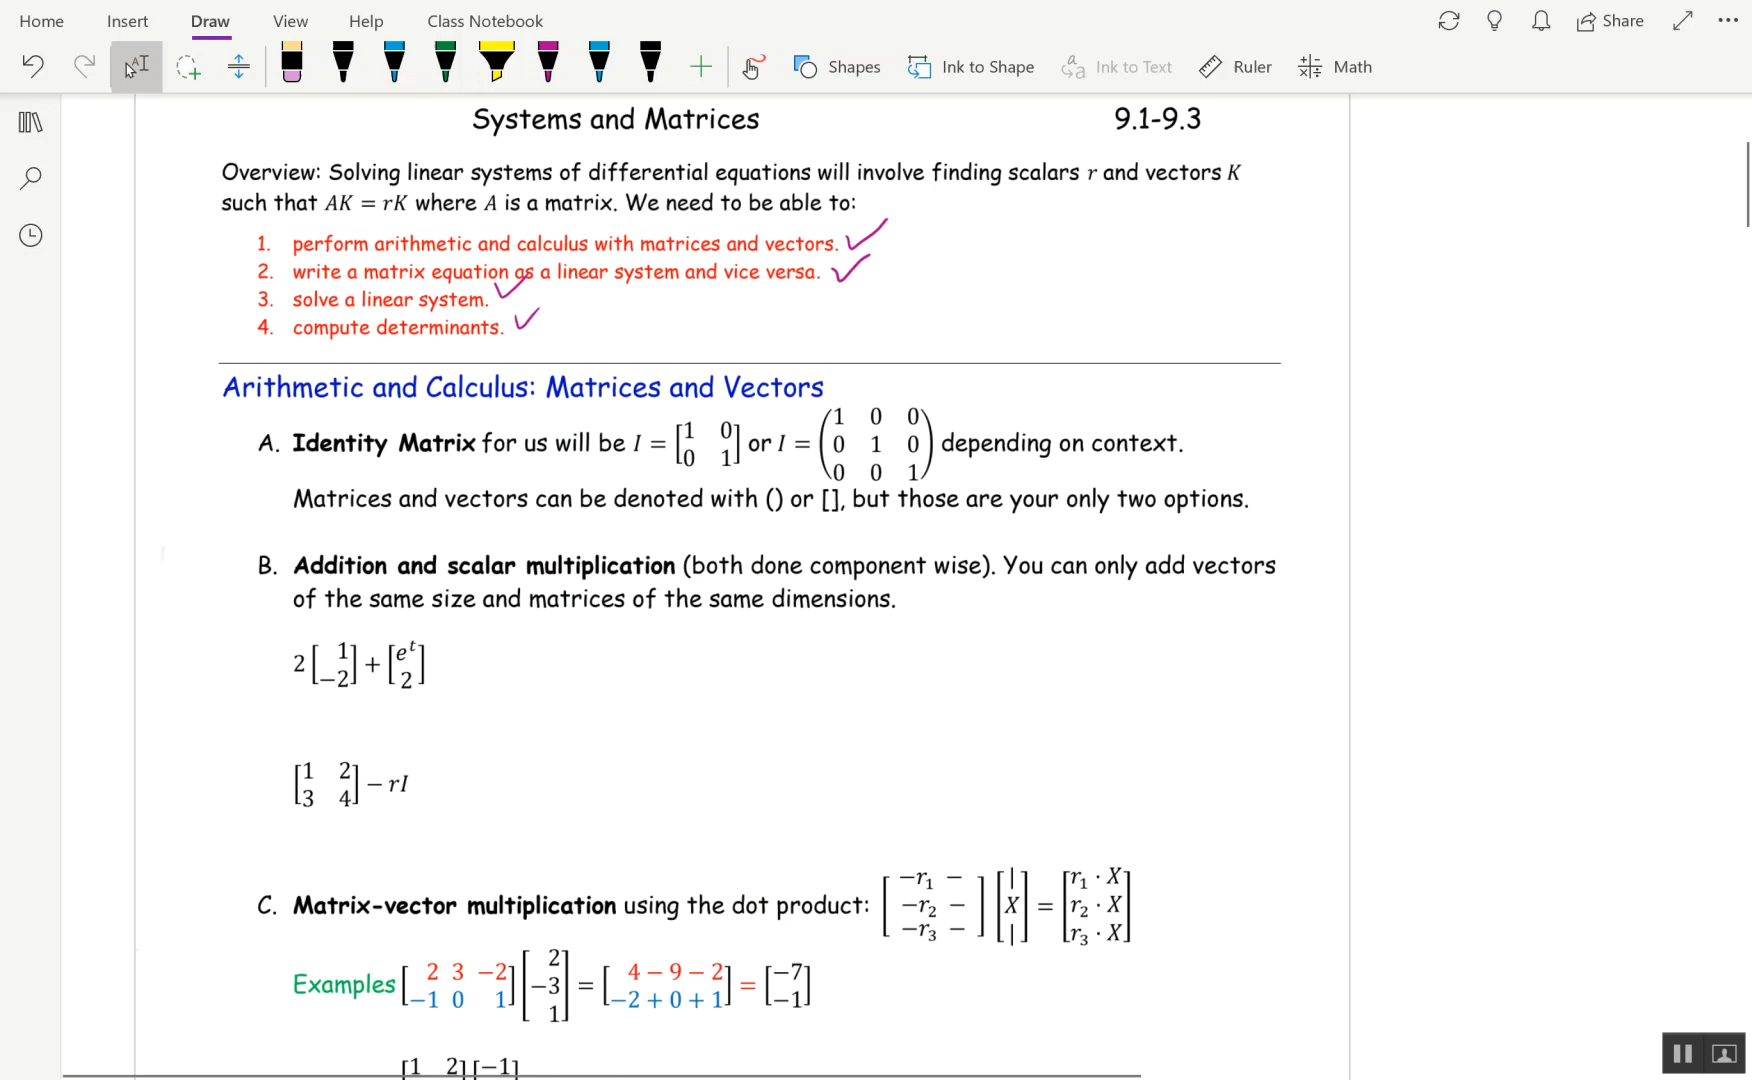 Home Insert Draw View Help Class Notebook Share
Shapes Ink to Shape Ink to Text Ruler Math
Systems and Matrices 9.1-9.3
Overview: Solving linear systems of differential equations will involve finding scalars r and vectors K
such that AK = rK where A is a matrix. We need to be able to:
1. perform arithmetic and calculus with matrices and vectors.
2. write a matrix equation as a linear system and vice versa.
3. solve a linear system.
4. compute determinants.
Arithmetic and Calculus: Matrices and Vectors
A. Identity Matrix for us will be I = [1 0; 0 1] or I = (1 0 0; 0 1 0; 0 0 1) depending on context.
Matrices and vectors can be denoted with () or [], but those are your only two options.
B. Addition and scalar multiplication (both done component wise). You can only add vectors
of the same size and matrices of the same dimensions.
2[1; −2] + [eᵗ; 2]
[1 2; 3 4] − rI
C. Matrix-vector multiplication using the dot product: [−r₁ −; −r₂ −; −r₃ −] [|; X; |] = [r₁ · X; r₂ · X; r₃ · X]
Examples [2 3 −2; −1 0 1] [2; −3; 1] = [4 − 9 − 2; −2 + 0 + 1] = [−7; −1]
[1 2] [−1]